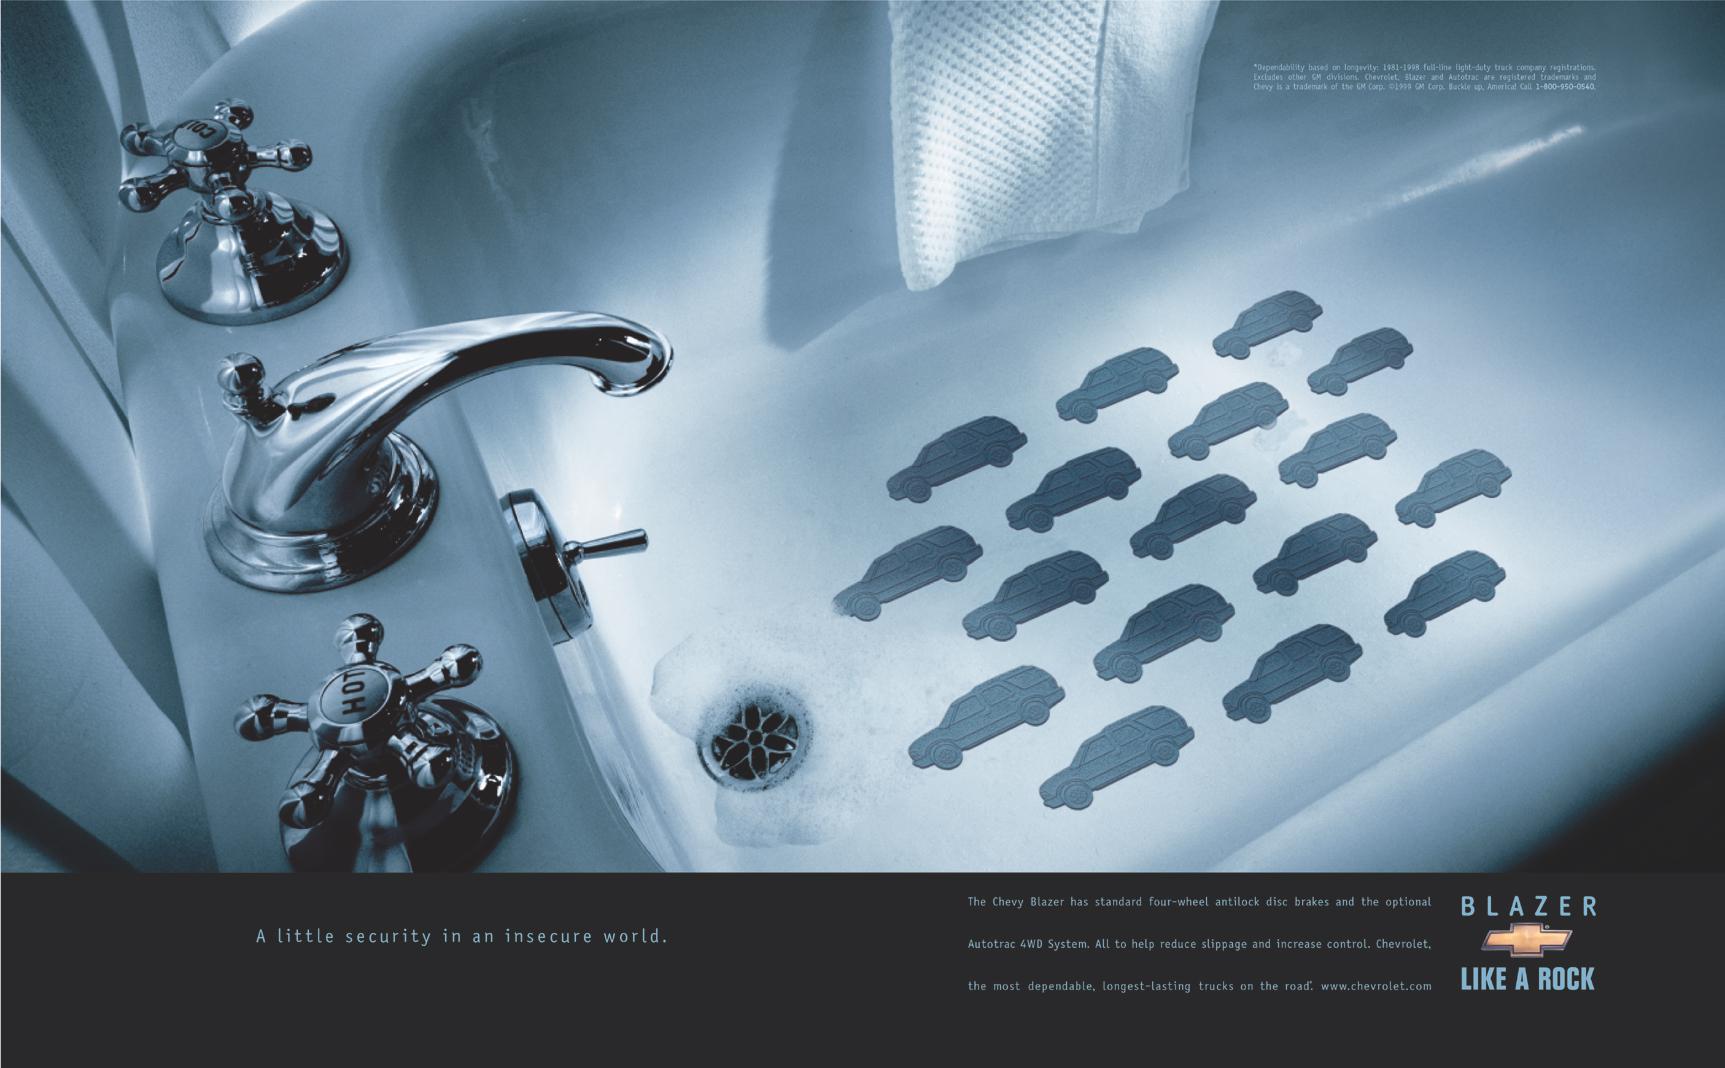 *Dependability based on longevity: 1981-1998 full-line light-duty truck company registrations.
Excludes other GM divisions. Chevrolet, Blazer and Autotrac are registered trademarks and
Chevy is a trademark of the GM Corp. ©1999 GM Corp. Buckle up, America! Call 1-800-950-0540.
COLD
HOT
A little security in an insecure world.
The Chevy Blazer has standard four-wheel antilock disc brakes and the optional
Autotrac 4WD System. All to help reduce slippage and increase control. Chevrolet,
the most dependable, longest-lasting trucks on the road*. www.chevrolet.com
BLAZER
®
LIKE A ROCK